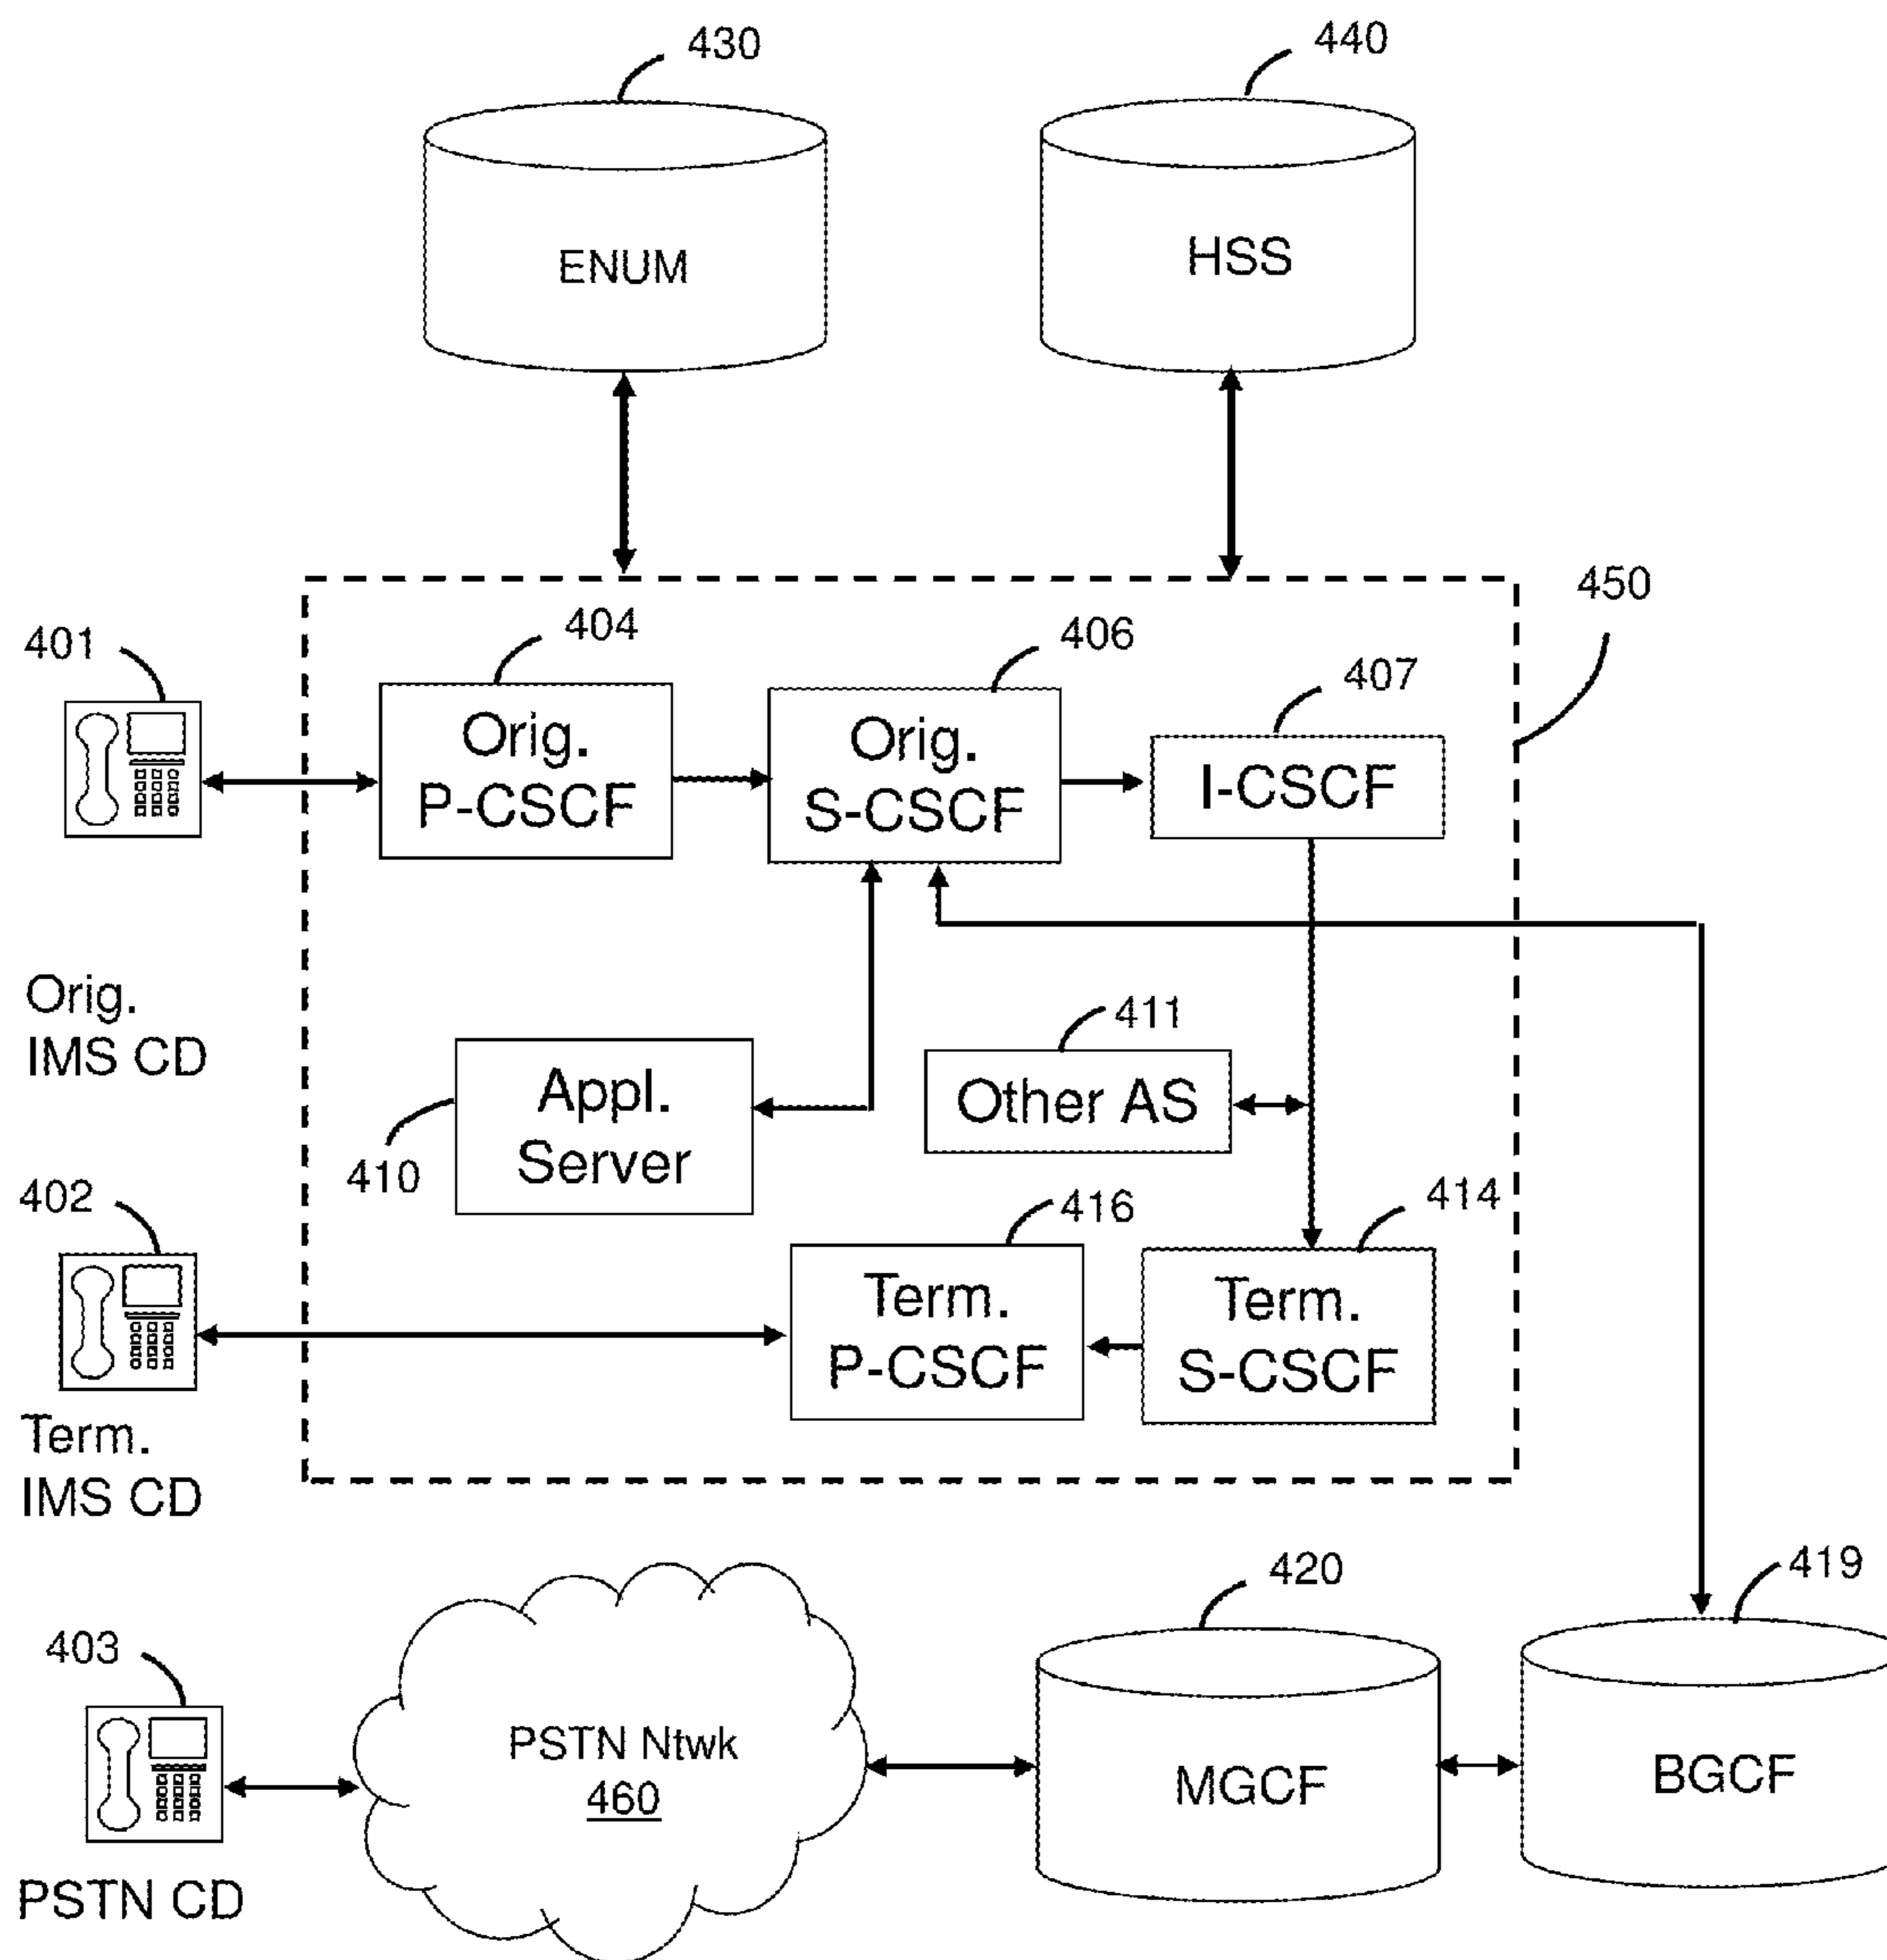 430
440
ENUM
HSS
450
404
406
401
407
Orig.
P-CSCF
Orig.
S-CSCF
I-CSCF
Orig.
IMS CD
411
Appl.
Server
Other AS
410
402
416
414
Term.
P-CSCF
Term.
S-CSCF
Term.
IMS CD
420
419
403
PSTN Ntwk
460
MGCF
BGCF
PSTN CD